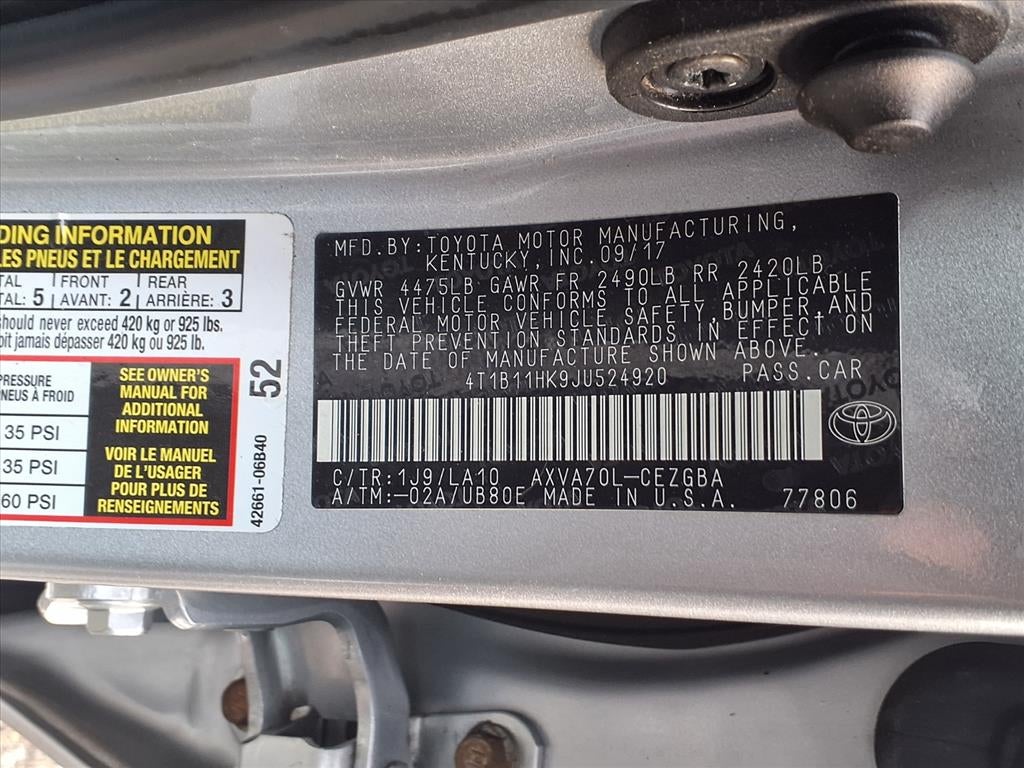 DING INFORMATION
LES PNEUS ET LE CHARGEMENT
TAL FRONT REAR
TAL: 5 AVANT: 2 ARRIÈRE: 3
should never exceed 420 kg or 925 lbs.
oit jamais dépasser 420 kg ou 925 lb.
PRESSURE
PNEUS À FROID
35 PSI
35 PSI
60 PSI
SEE OWNER'S
MANUAL FOR
ADDITIONAL
INFORMATION
VOIR LE MANUEL
DE L'USAGER
POUR PLUS DE
RENSEIGNEMENTS
52
42661-06B40
MFD. BY: TOYOTA MOTOR MANUFACTURING,
KENTUCKY, INC. 09/17
GVWR 4475LB GAWR FR 2490LB RR 2420LB
THIS VEHICLE CONFORMS TO ALL APPLICABLE
FEDERAL MOTOR VEHICLE SAFETY, BUMPER, AND
THEFT PREVENTION STANDARDS IN EFFECT ON
THE DATE OF MANUFACTURE SHOWN ABOVE.
4T1B11HK9JU524920 PASS. CAR
C/TR: 1J9/LA10 AXVA70L-CEZGBA
A/TM: -02A/UB80E MADE IN U.S.A. 77806